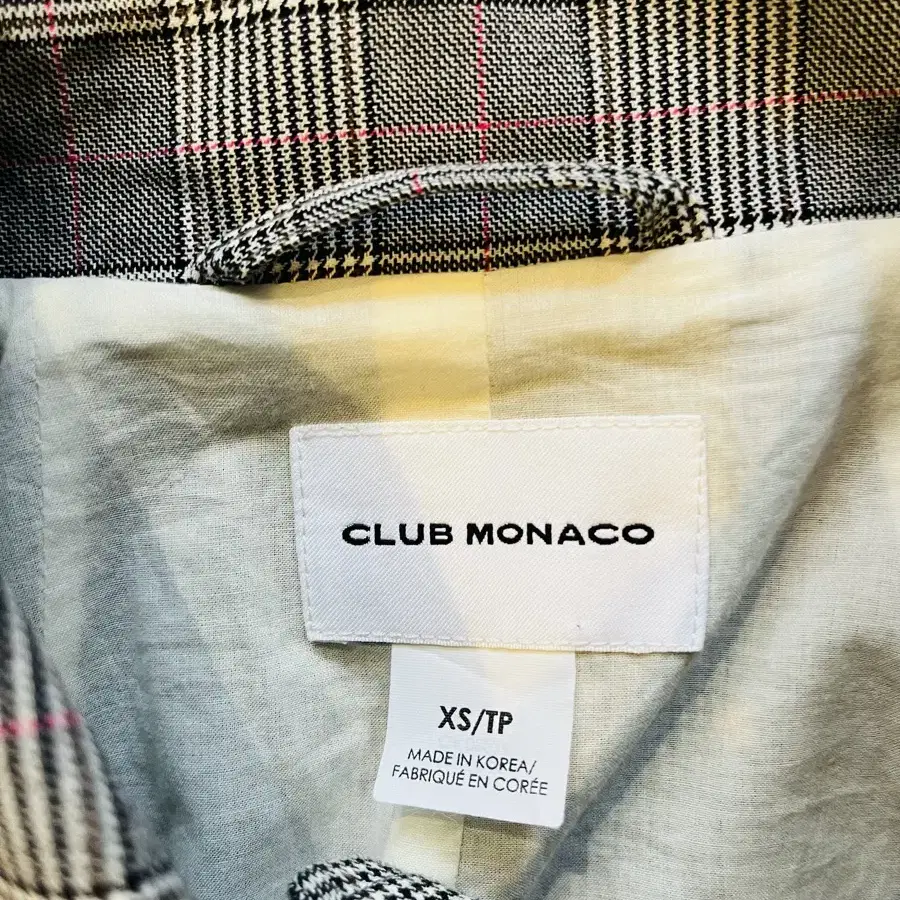 CLUB MONACO
XS/TP
MADE IN KOREA/
FABRIQUÉ EN CORÉE